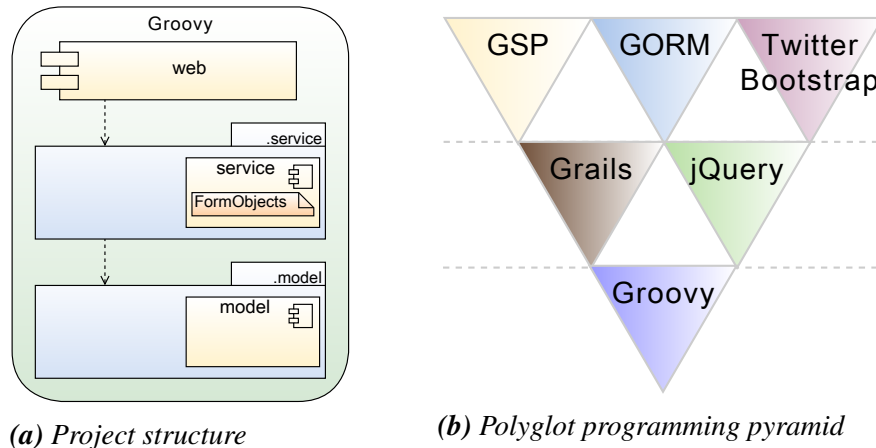 Groovy
web
.service
service
FormObjects
.model
model
(a) Project structure
GSP
GORM
Twitter
Bootstrap
Grails
jQuery
Groovy
(b) Polyglot programming pyramid